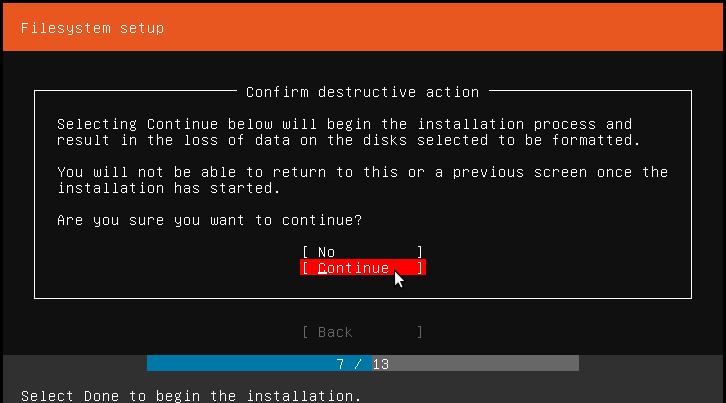 Filesystem setup
Confirm destructive action
Selecting Continue below will begin the installation process and
result in the loss of data on the disks selected to be formatted.
You will not be able to return to this or a previous screen once the
installation has started.
Are you sure you want to continue?
[ No ]
[ Continue ]
[ Back ]
7 / 13
Select Done to begin the installation.